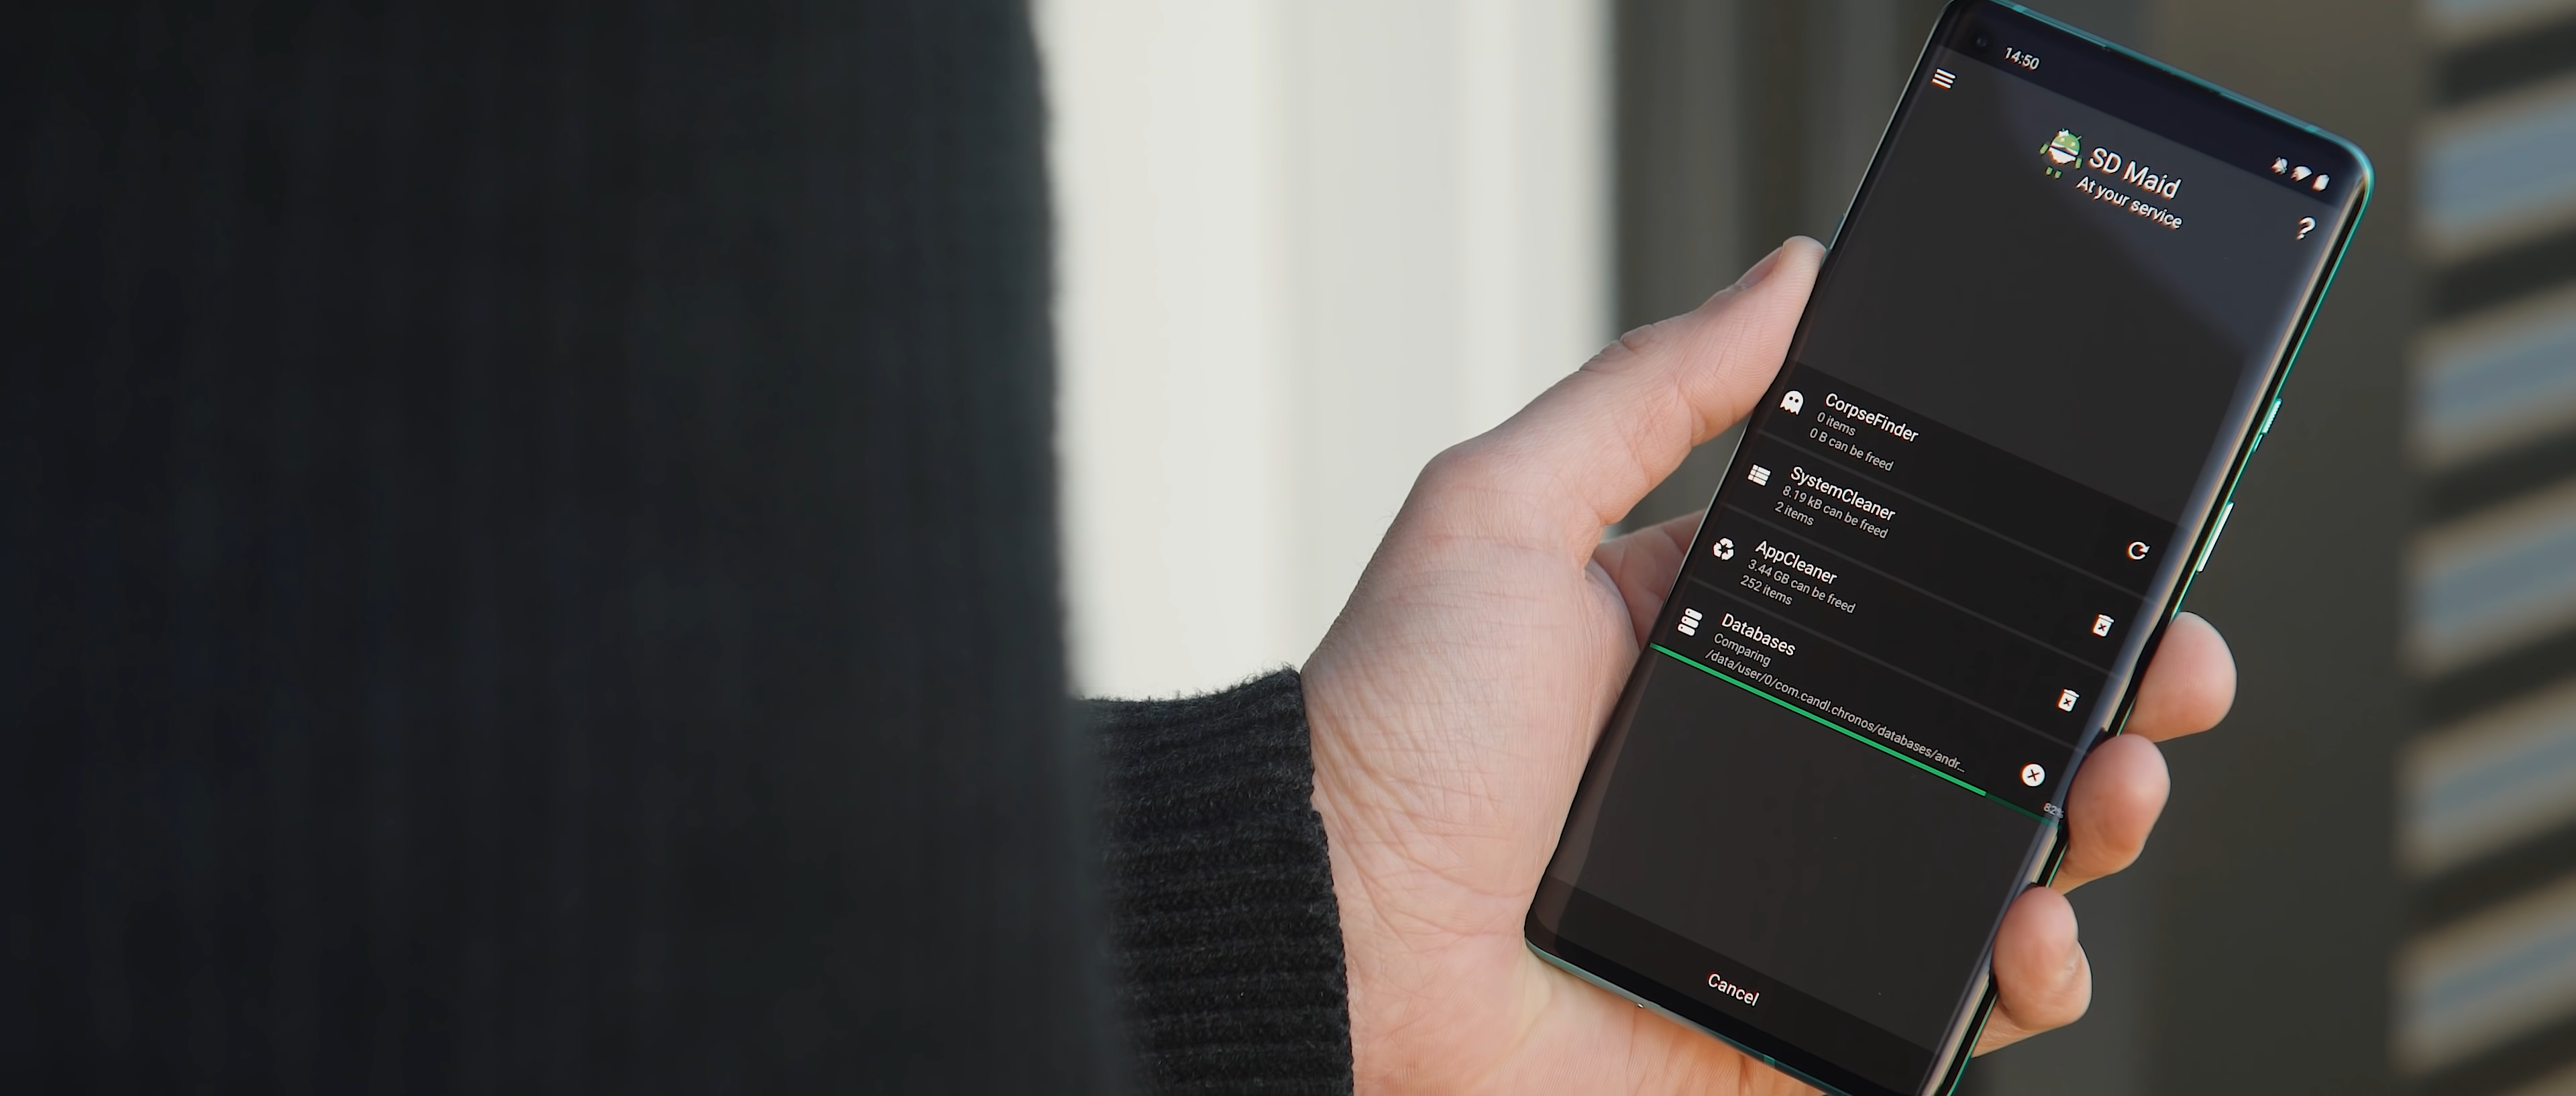 14:50
SD Maid
At your service
?
CorpseFinder
0 items
0 B can be freed
SystemCleaner
8.19 kB can be freed
2 items
AppCleaner
3.44 GB can be freed
252 items
Databases
Comparing
/data/user/0/com.candl.chronos/databases/andr...
82%
Cancel